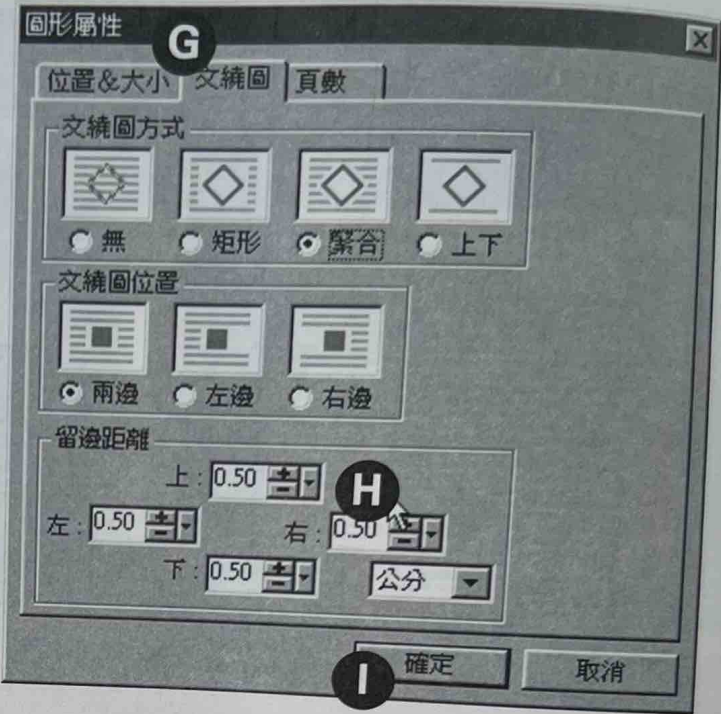 圖形屬性
G
位置&大小 文繞圖 頁數
文繞圖方式
無 矩形 緊合 上下
文繞圖位置
兩邊 左邊 右邊
留邊距離
上:0.50
H
左:0.50 右:0.50
下:0.50 公分
I 確定 取消